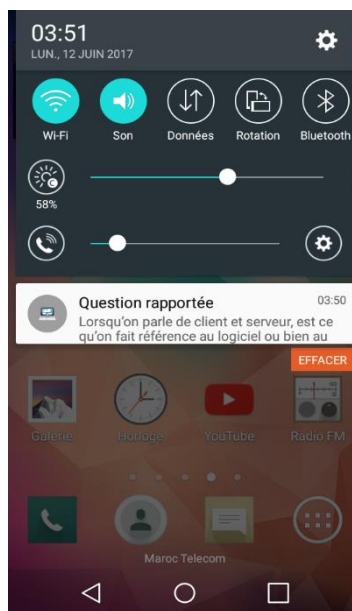 03:51
LUN., 12 JUIN 2017
Wi-Fi
Son
Données
Rotation
Bluetooth
58%
Question rapportée
03:50
Lorsqu'on parle de client et serveur, est ce
qu'on fait référence au logiciel ou bien au
EFFACER
Galerie
Horloge
YouTube
Radio FM
Maroc Telecom